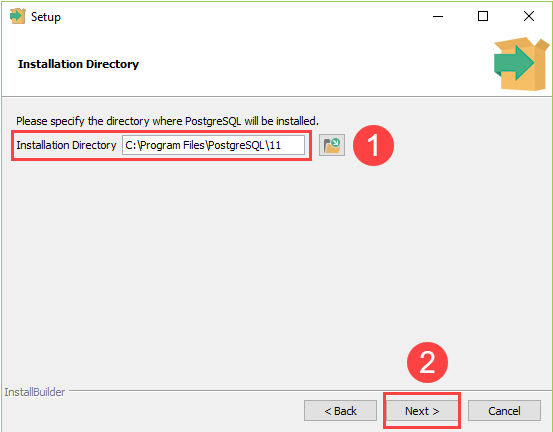 Setup
Installation Directory
Please specify the directory where PostgreSQL will be installed.
Installation Directory C:\Program Files\PostgreSQL\11
1
2
InstallBuilder
< Back Next > Cancel